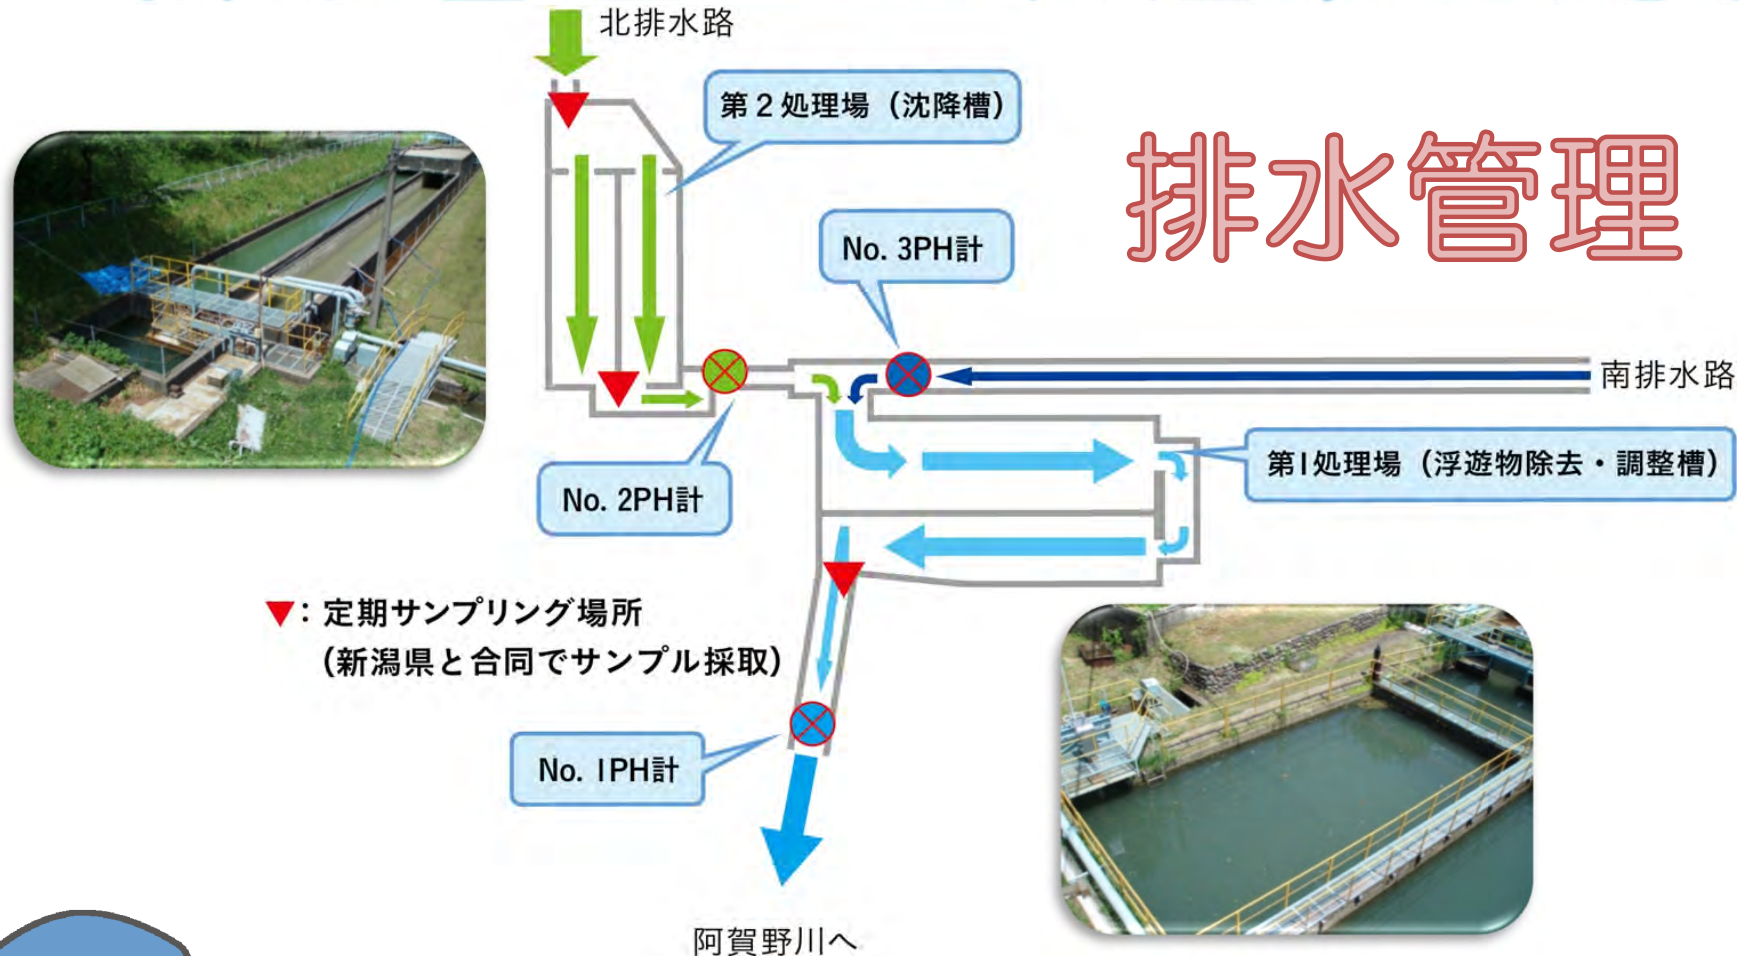 北排水路
第2処理場（沈降槽）
排水管理
No. 3PH計
南排水路
第1処理場（浮遊物除去・調整槽）
No. 2PH計
▼：定期サンプリング場所
(新潟県と合同でサンプル採取)
No. 1PH計
阿賀野川へ